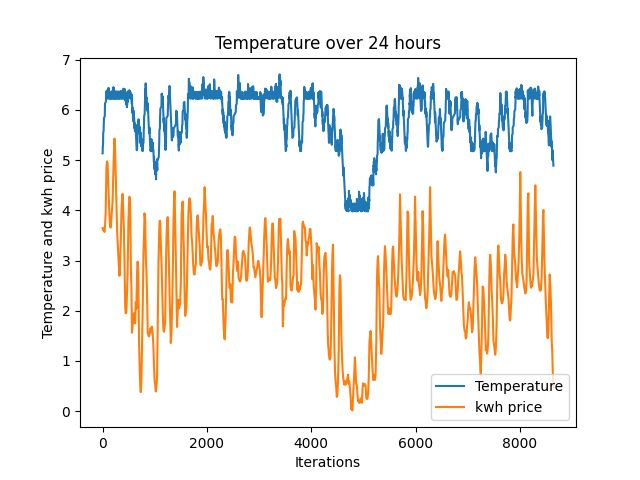 Temperature over 24 hours
Temperature and kwh price
7
6
5
4
3
2
1
0
0 2000 4000 6000 8000
Iterations
Temperature
kwh price